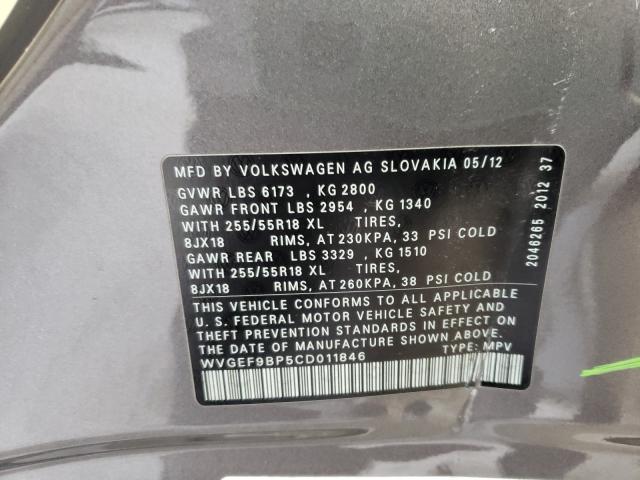 MFD BY VOLKSWAGEN AG SLOVAKIA 05/12
GVWR LBS 6173 , KG 2800
GAWR FRONT LBS 2954 , KG 1340
WITH 255/55R18 XL TIRES,
8JX18 RIMS, AT 230KPA, 33 PSI COLD
GAWR REAR LBS 3329 , KG 1510
WITH 255/55R18 XL TIRES,
8JX18 RIMS, AT 260KPA, 38 PSI COLD
THIS VEHICLE CONFORMS TO ALL APPLICABLE
U.S. FEDERAL MOTOR VEHICLE SAFETY AND
THEFT PREVENTION STANDARDS IN EFFECT ON
THE DATE OF MANUFACTURE SHOWN ABOVE.
WVGEF9BP5CD011846 TYPE: MPV
2046265 2012 37